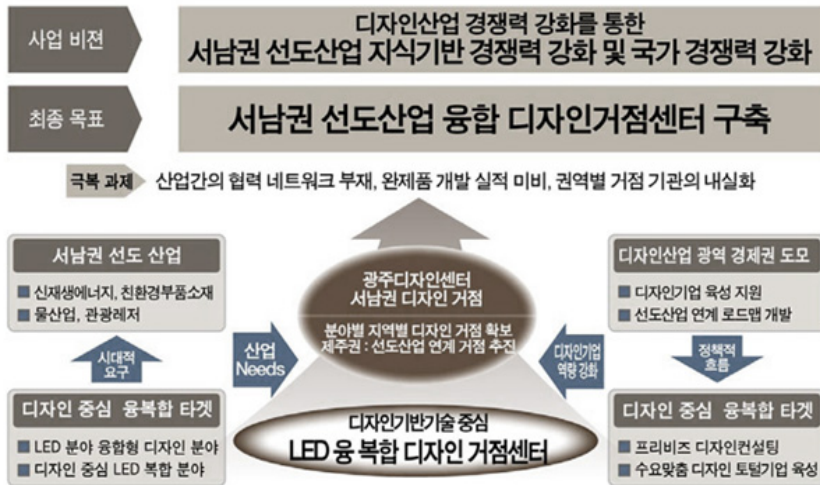 사업 비젼
디자인산업 경쟁력 강화를 통한
서남권 선도산업 지식기반 경쟁력 강화 및 국가 경쟁력 강화
최종 목표
서남권 선도산업 융합 디자인거점센터 구축
극복 과제
산업간의 협력 네트워크 부재, 완제품 개발 실적 미비, 권역별 거점 기관의 내실화
서남권 선도 산업
■ 신재생에너지, 친환경부품소재
■ 물산업, 관광레저
시대적
요구
디자인 중심 융복합 타겟
■ LED 분야 융합형 디자인 분야
■ 디자인 중심 LED 복합 분야
산업
Needs
광주디자인센터
서남권 디자인 거점
분야별 지역별 디자인 거점 확보
제주권 : 선도산업 연계 거점 추진
디자인기반기술 중심
LED 융 복합 디자인 거점센터
디자인기업
역량 강화
디자인산업 광역 경제권 도모
■ 디자인기업 육성 지원
■ 선도산업 연계 로드맵 개발
정책적
흐름
디자인 중심 융복합 타겟
■ 프리비즈 디자인컨설팅
■ 수요맞춤 디자인 토털기업 육성